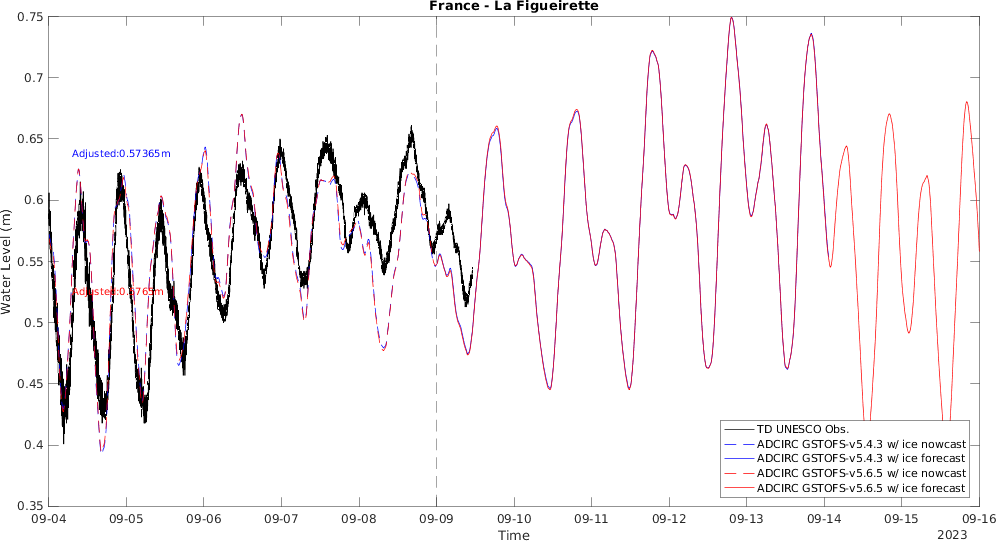 France - La Figueirette
0.75
0.7
0.65
0.6
0.55
0.5
0.45
0.4
0.35
Water Level (m)
Adjusted:0.57365m
Adjusted:0.5765m
TD UNESCO Obs.
ADCIRC GSTOFS-v5.4.3 w/ ice nowcast
ADCIRC GSTOFS-v5.4.3 w/ ice forecast
ADCIRC GSTOFS-v5.6.5 w/ ice nowcast
ADCIRC GSTOFS-v5.6.5 w/ ice forecast
09-04 09-05 09-06 09-07 09-08 09-09 09-10 09-11 09-12 09-13 09-14 09-15 09-16
Time
2023